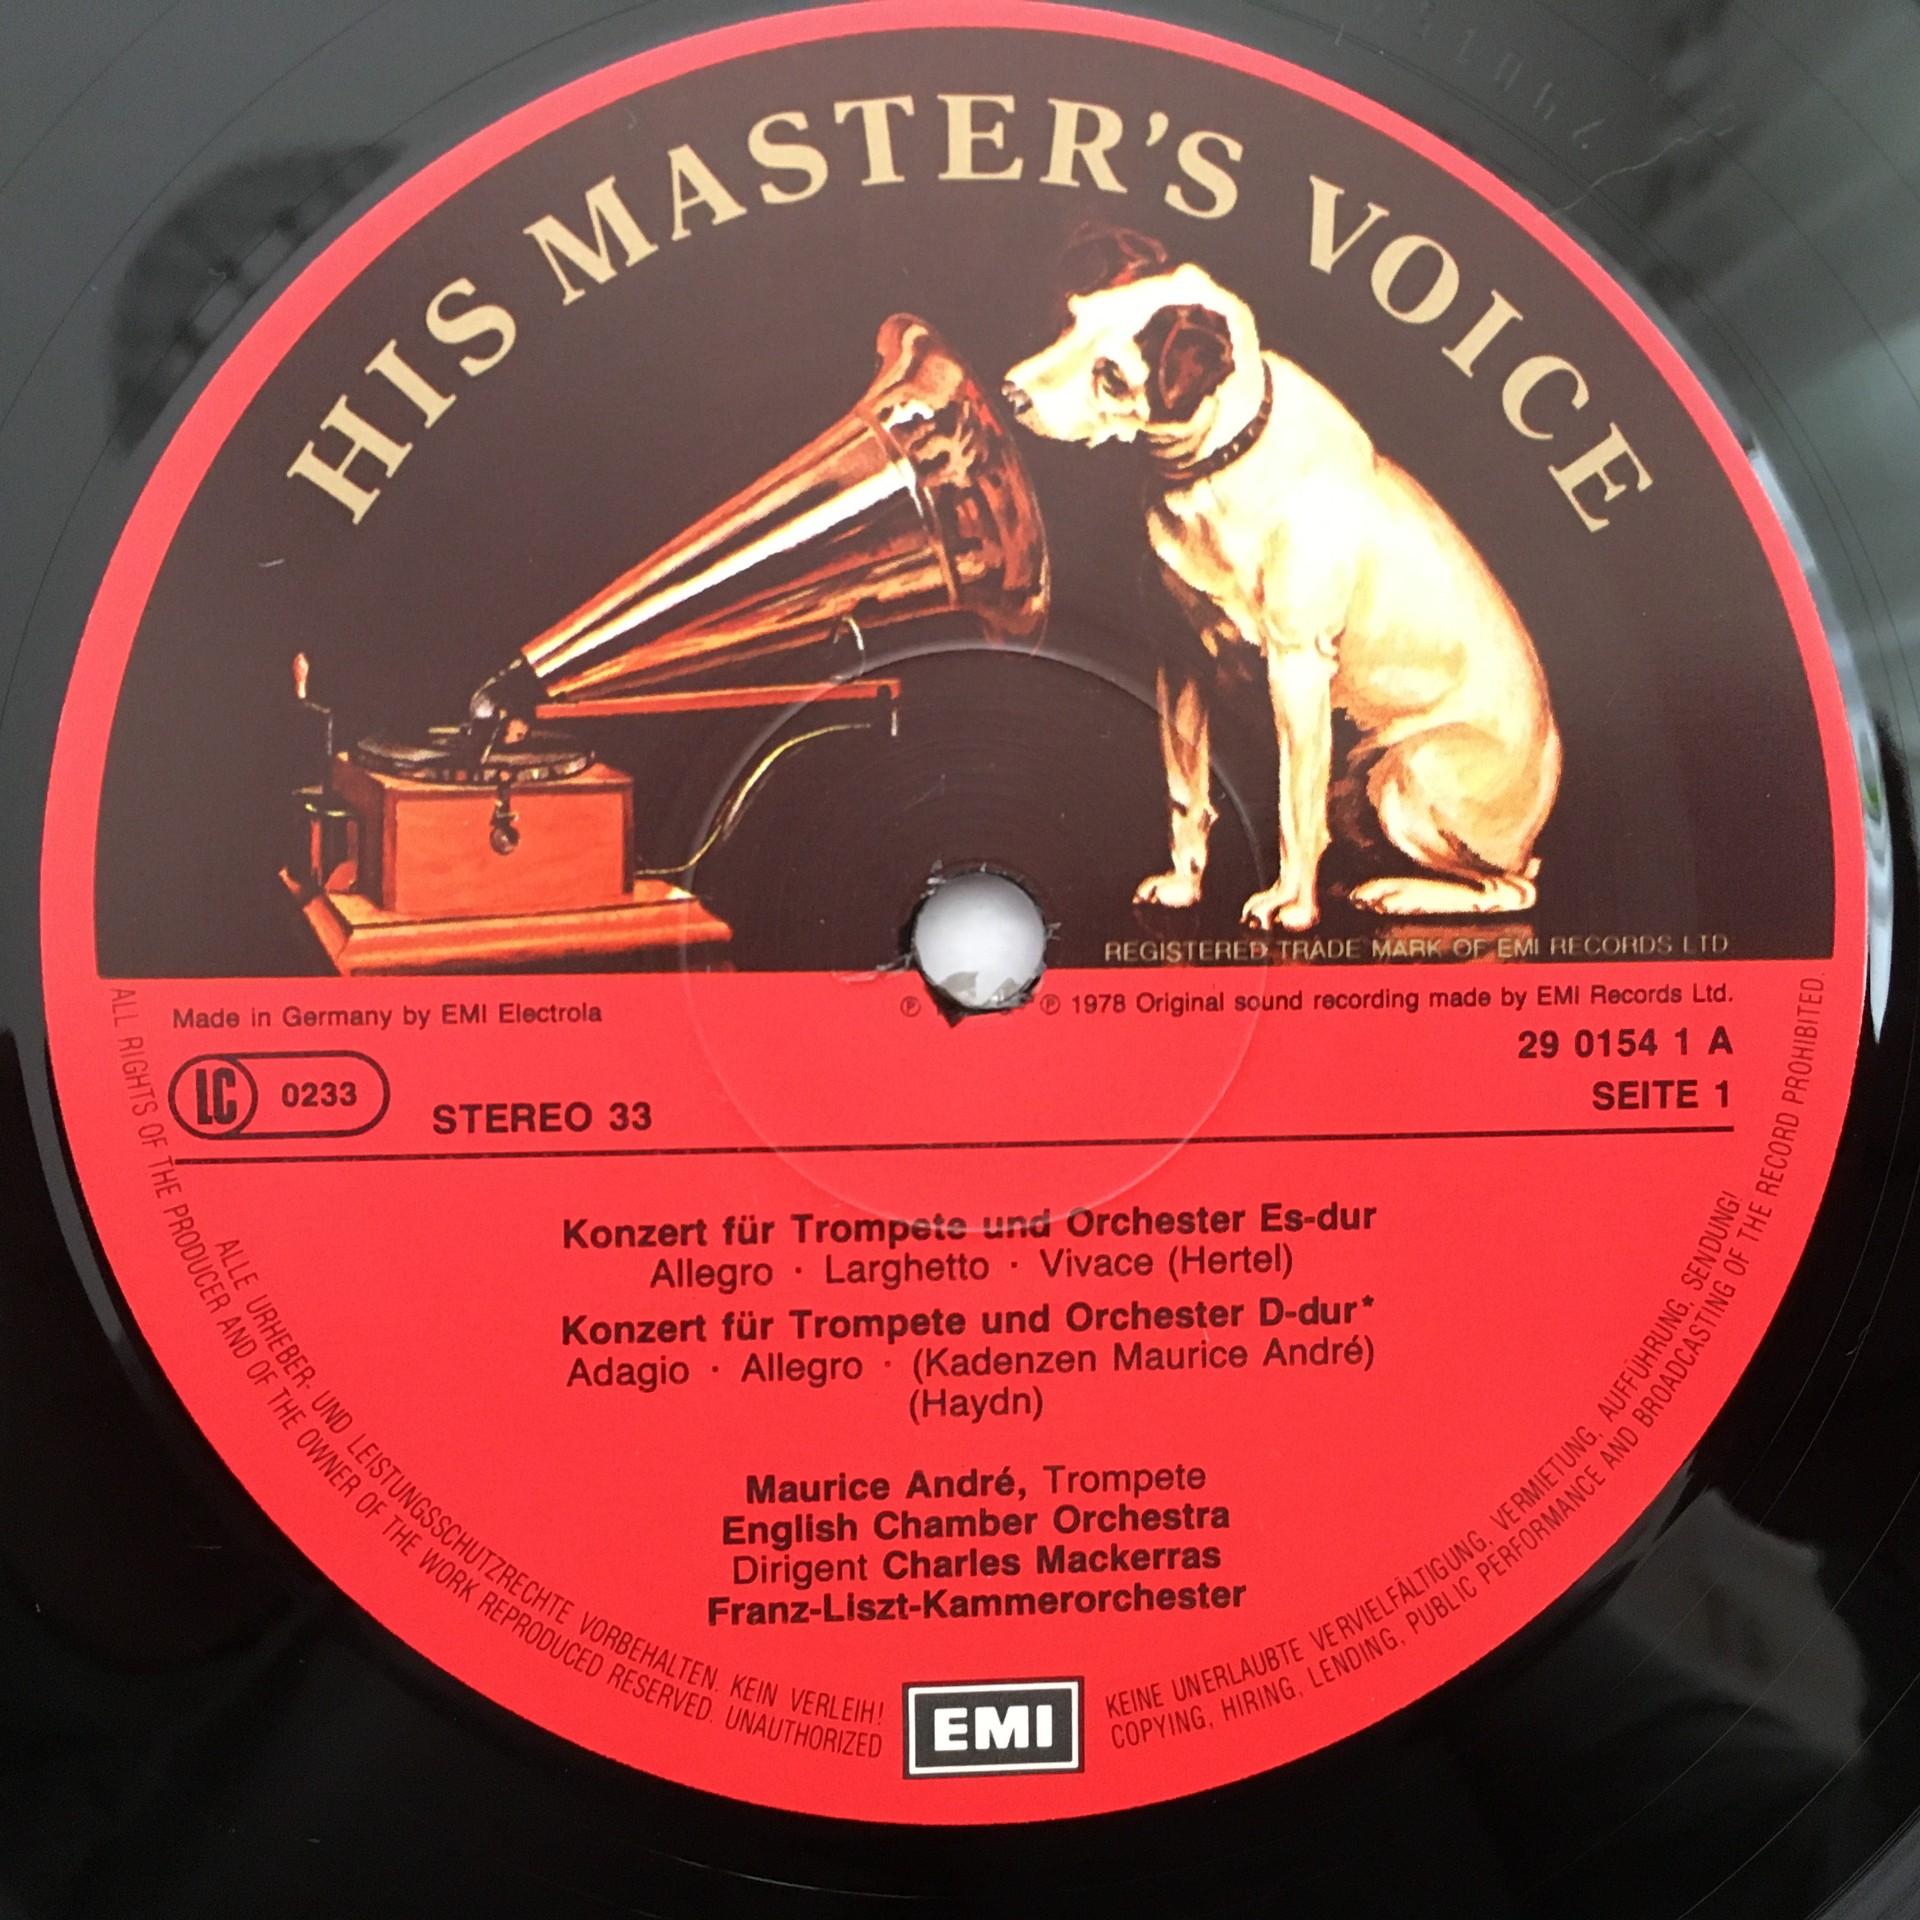 HIS MASTER'S VOICE
REGISTERED TRADE MARK OF EMI RECORDS LTD
Made in Germany by EMI Electrola
℗ ℗ 1978 Original sound recording made by EMI Records Ltd.
29 0154 1 A
LC 0233
STEREO 33
SEITE 1
Konzert für Trompete und Orchester Es-dur
Allegro · Larghetto · Vivace (Hertel)
Konzert für Trompete und Orchester D-dur*
Adagio · Allegro · (Kadenzen Maurice André)
(Haydn)
Maurice André, Trompete
English Chamber Orchestra
Dirigent Charles Mackerras
Franz-Liszt-Kammerorchester
EMI
ALLE URHEBER- UND LEISTUNGSSCHUTZRECHTE VORBEHALTEN. KEIN VERLEIH! KEINE UNERLAUBTE VERVIELFÄLTIGUNG, VERMIETUNG, AUFFÜHRUNG, SENDUNG!
ALL RIGHTS OF THE PRODUCER AND OF THE OWNER OF THE WORK REPRODUCED RESERVED. UNAUTHORIZED COPYING, HIRING, LENDING, PUBLIC PERFORMANCE AND BROADCASTING OF THE RECORD PROHIBITED.